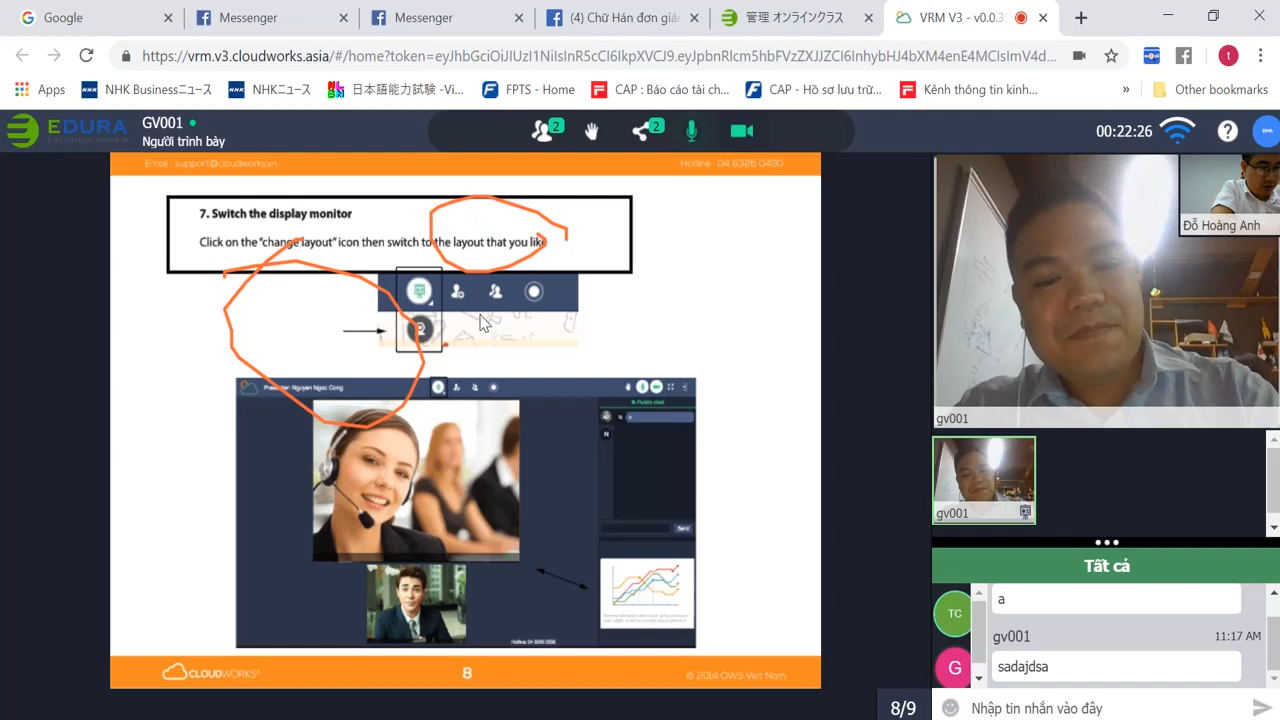 Google
Messenger
Messenger
(4) Chữ Hán đơn giản
管理 オンラインクラス
VRM V3 - v0.0.3
https://vrm.v3.cloudworks.asia/#/home?token=
Apps
NHK Businessニュース
NHKニュース
日本語能力試験 -Vi...
FPTS - Home
CAP : Báo cáo tài ch...
CAP - Hồ sơ lưu trữ...
Kênh thông tin kinh...
»
Other bookmarks
EDURA
GV001
Người trình bày
2
2
00:22:26
Email : support@cloudworks.vn
Hotline : 04 6326 0490
7. Switch the display monitor
Click on the "change layout" icon then switch to the layout that you like
Presenter: Nguyen Ngoc Cong
Public chat
N
N
Send
CLOUDWORKS
8
© 2014 OWS Viet Nam
8/9
Đỗ Hoàng Anh
gv001
gv001
Tất cả
TC
a
gv001
11:17 AM
G
sadajdsa
Nhập tin nhắn vào đây